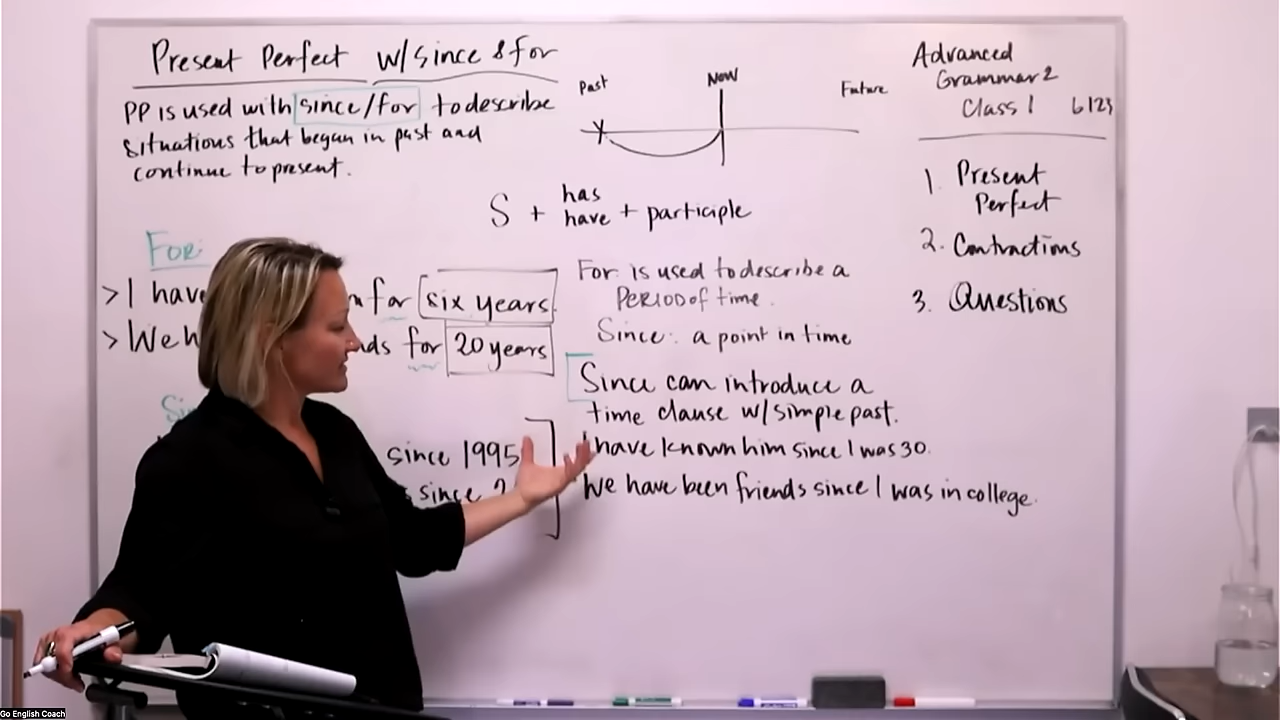 Present Perfect w/since & for
PP is used with since/for to describe
situations that began in past and
continue to present.
Past
Now
Future
X
S + has
have + participle
For:
> I have for six years.
> We for 20 years
since 1995
since
For: is used to describe a
PERIOD of time.
Since: a point in time
Since can introduce a
time clause w/simple past.
I have known him since I was 30.
We have been friends since I was in college.
Advanced
Grammar 2
Class 1 6123
1. Present
Perfect
2. Contractions
3. Questions
Go English Coach